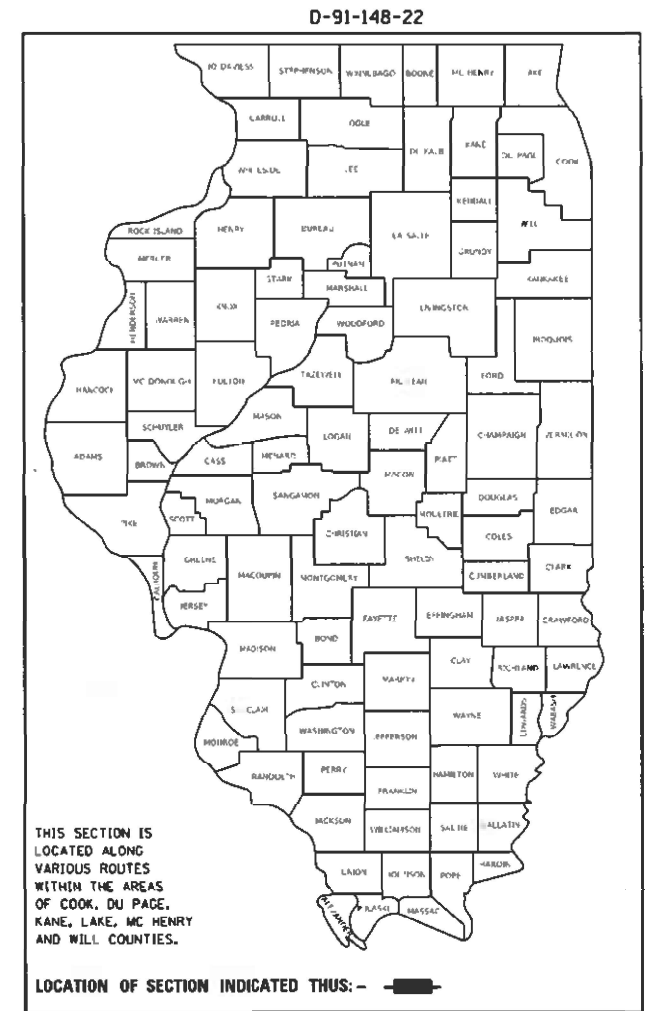 D-91-148-22
JO DAVIESS STEPHENSON WINNEBAGO BOONE MC HENRY LAKE
CARROLL OGLE
DE KALB KANE DU PAGE COOK
WHITESIDE LEE
KENDALL
ROCK ISLAND HENRY BUREAU LA SALLE WILL
MERCER PUTNAM GRUNDY
STARK MARSHALL KANKAKEE
HENDERSON WARREN KNOX PEORIA WOODFORD LIVINGSTON
IROQUOIS
HANCOCK MC DONOUGH FULTON TAZEWELL MC LEAN FORD
MASON
SCHUYLER LOGAN DE WITT CHAMPAIGN VERMILION
ADAMS BROWN CASS MENARD MACON PIATT
PIKE SCOTT MORGAN SANGAMON MOULTRIE DOUGLAS EDGAR
CHRISTIAN COLES
CALHOUN GREENE MACOUPIN MONTGOMERY SHELBY CUMBERLAND CLARK
JERSEY FAYETTE EFFINGHAM JASPER CRAWFORD
MADISON BOND
CLAY RICHLAND LAWRENCE
CLINTON MARION
ST CLAIR WAYNE EDWARDS WABASH
MONROE WASHINGTON JEFFERSON
RANDOLPH PERRY HAMILTON WHITE
FRANKLIN
JACKSON WILLIAMSON SALINE GALLATIN
UNION JOHNSON POPE HARDIN
ALEXANDER PULASKI MASSAC
THIS SECTION IS
LOCATED ALONG
VARIOUS ROUTES
WITHIN THE AREAS
OF COOK, DU PAGE,
KANE, LAKE, MC HENRY
AND WILL COUNTIES.
LOCATION OF SECTION INDICATED THUS: -